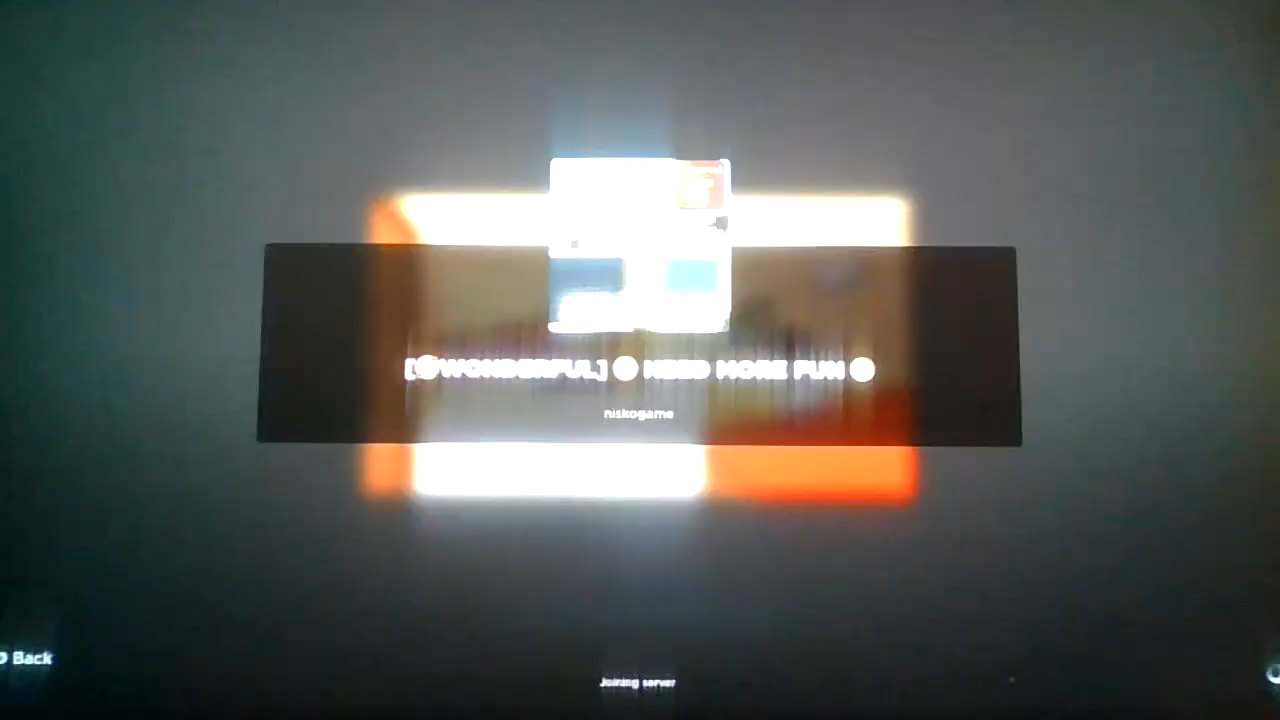 [😊WONDERFUL] 😊 NEED MORE FUN 😊
niskogame
Back
Joining server